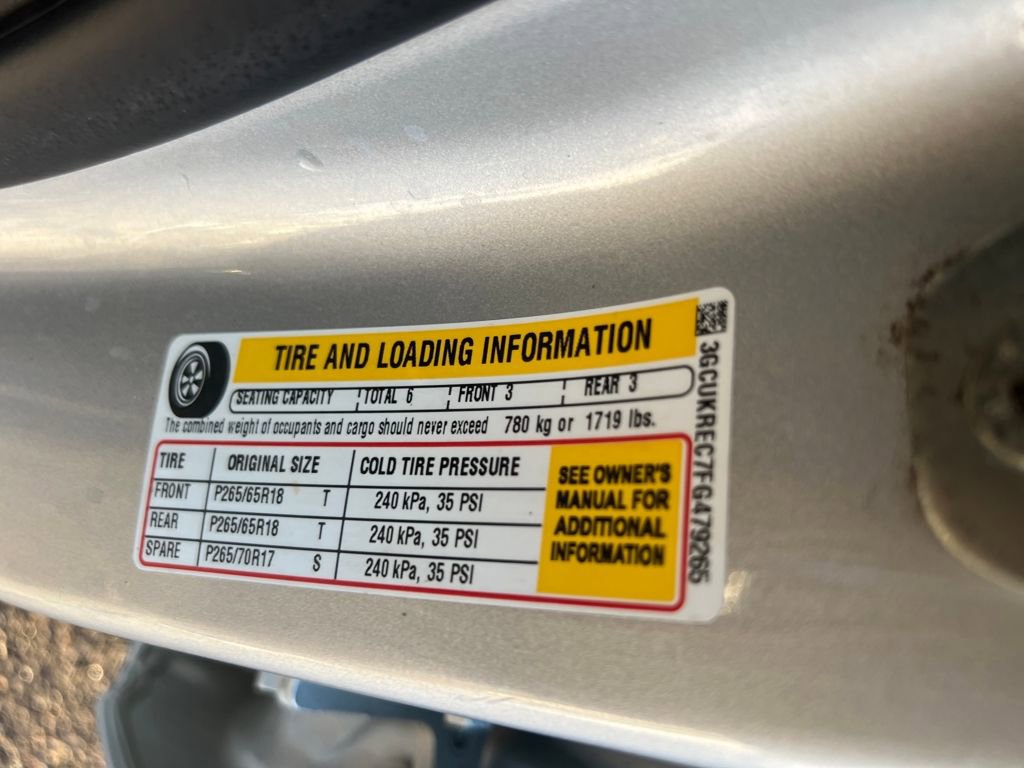 TIRE AND LOADING INFORMATION
SEATING CAPACITY TOTAL 6 FRONT 3 REAR 3
The combined weight of occupants and cargo should never exceed 780 kg or 1719 lbs.
TIRE ORIGINAL SIZE COLD TIRE PRESSURE
FRONT P265/65R18 T 240 kPa, 35 PSI
REAR P265/65R18 T 240 kPa, 35 PSI
SPARE P265/70R17 S 240 kPa, 35 PSI
SEE OWNER'S
MANUAL FOR
ADDITIONAL
INFORMATION
3GCUKREC7FG479265